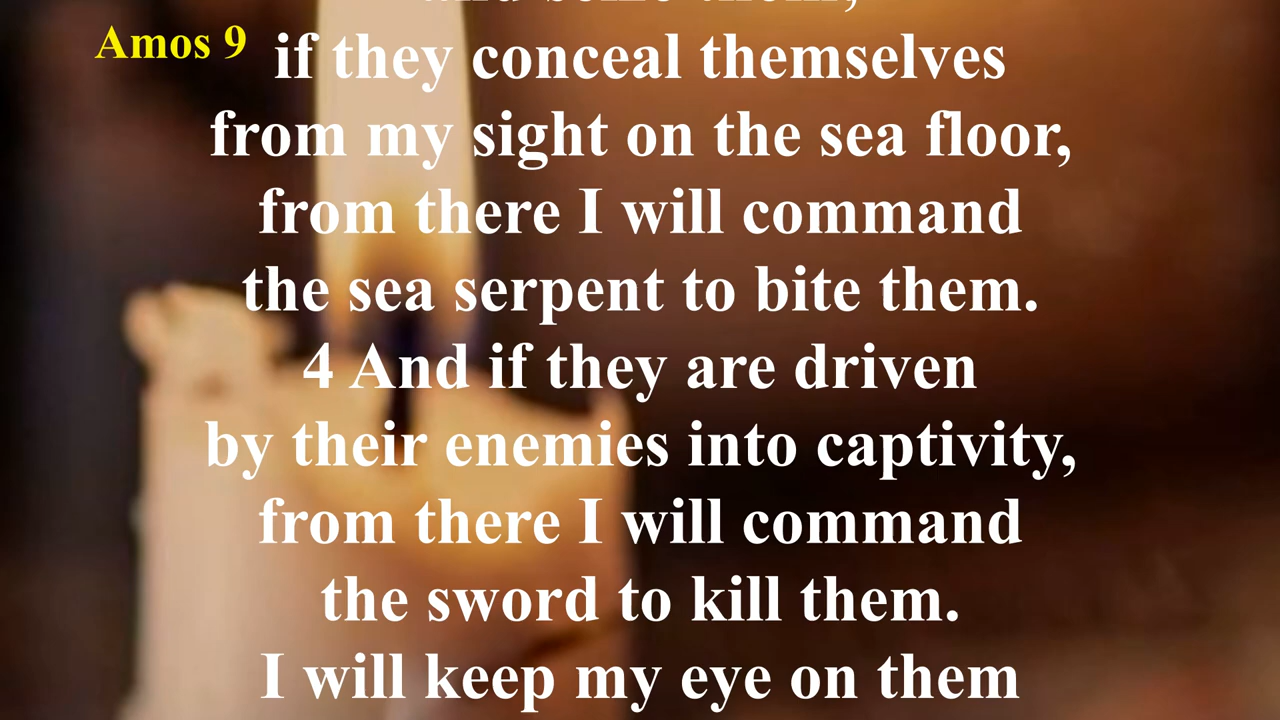 Amos 9
if they conceal themselves
from my sight on the sea floor,
from there I will command
the sea serpent to bite them.
4 And if they are driven
by their enemies into captivity,
from there I will command
the sword to kill them.
I will keep my eye on them